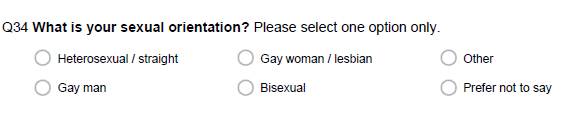 Q34 What is your sexual orientation? Please select one option only.
Heterosexual / straight Gay woman / lesbian Other
Gay man Bisexual Prefer not to say